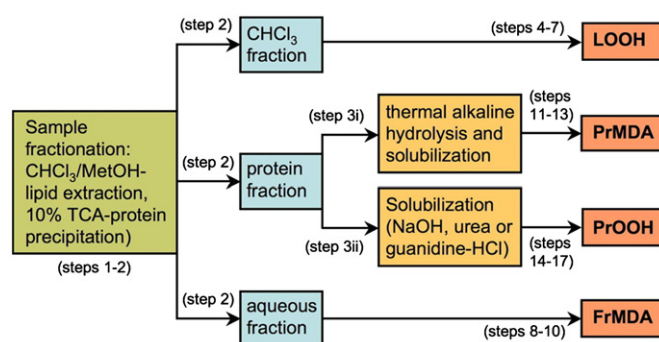 (step 2)
CHCl3
fraction
(steps 4-7)
LOOH
Sample
fractionation:
CHCl3/MetOH-
lipid extraction,
10% TCA-protein
precipitation)
(steps 1-2)
(step 2)
protein
fraction
(step 3i)
thermal alkaline
hydrolysis and
solubilization
(steps
11-13)
PrMDA
(step 3ii)
Solubilization
(NaOH, urea or
guanidine-HCl)
(steps
14-17)
PrOOH
(step 2)
aqueous
fraction
(steps 8-10)
FrMDA